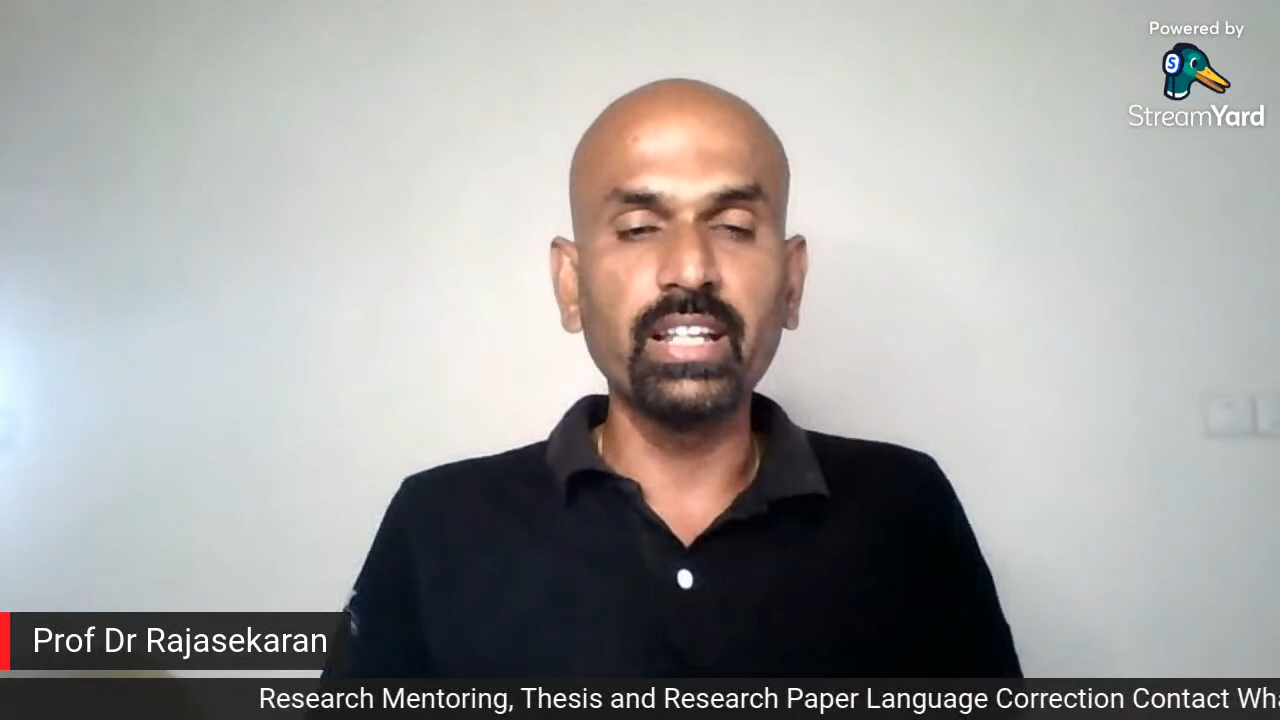 Powered by
StreamYard
Prof Dr Rajasekaran
Research Mentoring, Thesis and Research Paper Language Correction Contact